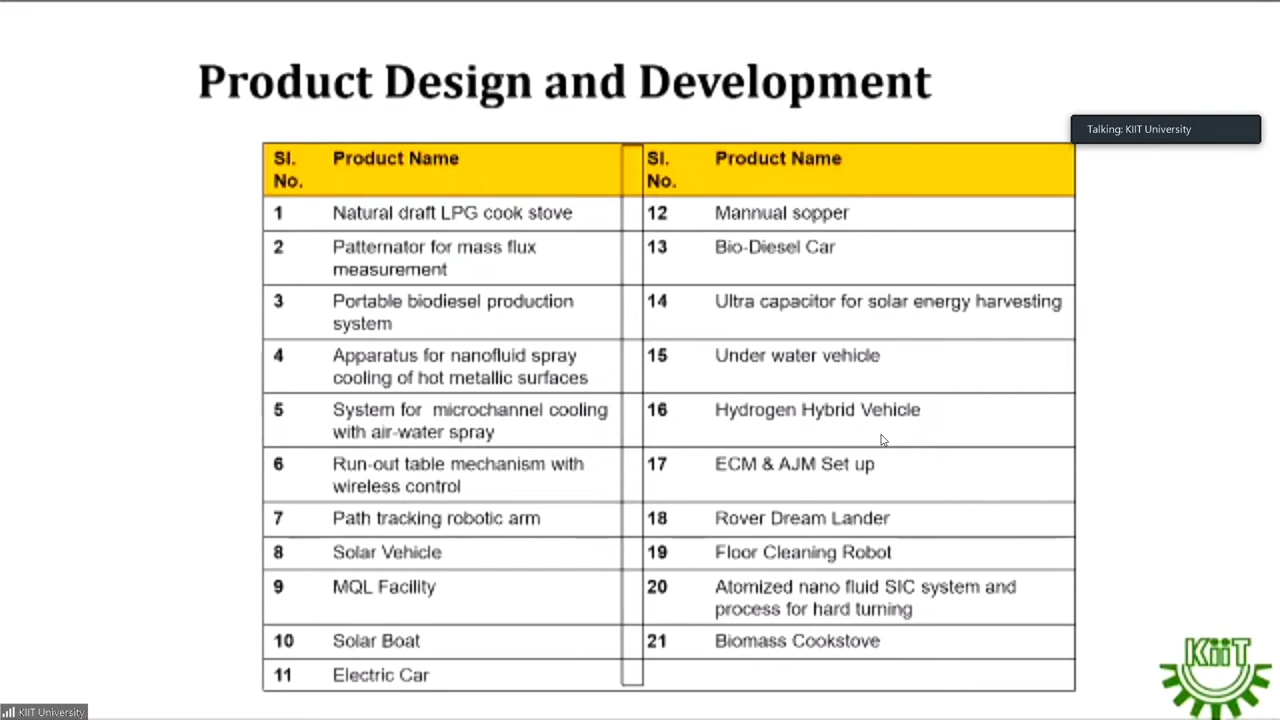 Product Design and Development
Talking: KIIT University
Sl. No. Product Name Sl. No. Product Name
1 Natural draft LPG cook stove 12 Mannual sopper
2 Patternator for mass flux measurement 13 Bio-Diesel Car
3 Portable biodiesel production system 14 Ultra capacitor for solar energy harvesting
4 Apparatus for nanofluid spray cooling of hot metallic surfaces 15 Under water vehicle
5 System for microchannel cooling with air-water spray 16 Hydrogen Hybrid Vehicle
6 Run-out table mechanism with wireless control 17 ECM & AJM Set up
7 Path tracking robotic arm 18 Rover Dream Lander
8 Solar Vehicle 19 Floor Cleaning Robot
9 MQL Facility 20 Atomized nano fluid SIC system and process for hard turning
10 Solar Boat 21 Biomass Cookstove
11 Electric Car
KiiT
KIIT University